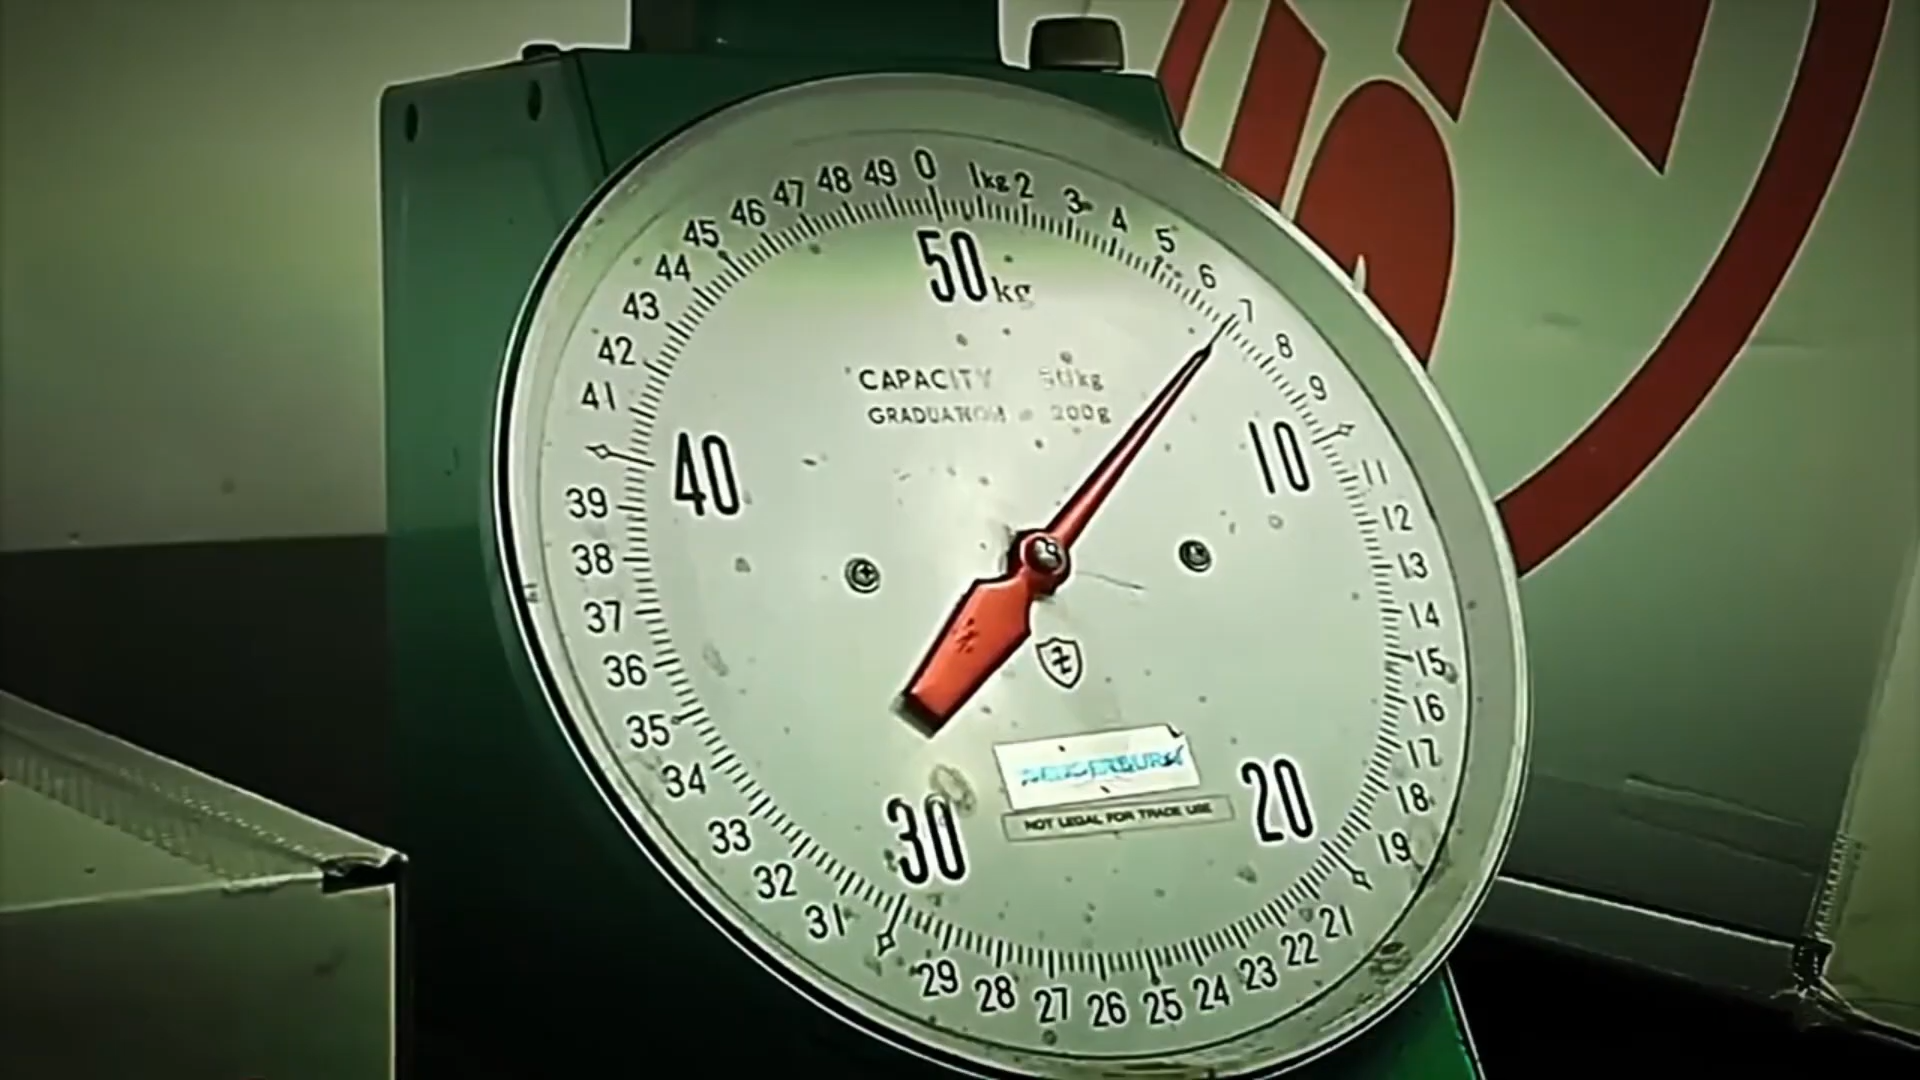 0 1kg 2 3 4 5 6 7 8 9
11 12 13 14 15 16 17 18 19
21 22 23 24 25 26 27 28 29
31 32 33 34 35 36 37 38 39
41 42 43 44 45 46 47 48 49
50kg
CAPACITY 50kg
GRADUATION = 200g
40
10
30
20
NOT LEGAL FOR TRADE USE